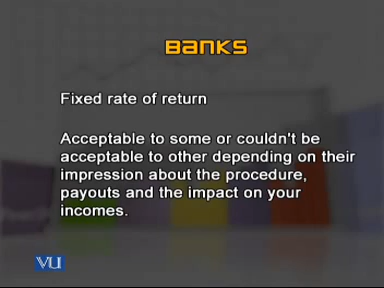 BANKS
Fixed rate of return
Acceptable to some or couldn't be
acceptable to other depending on their
impression about the procedure,
payouts and the impact on your
incomes.
VU